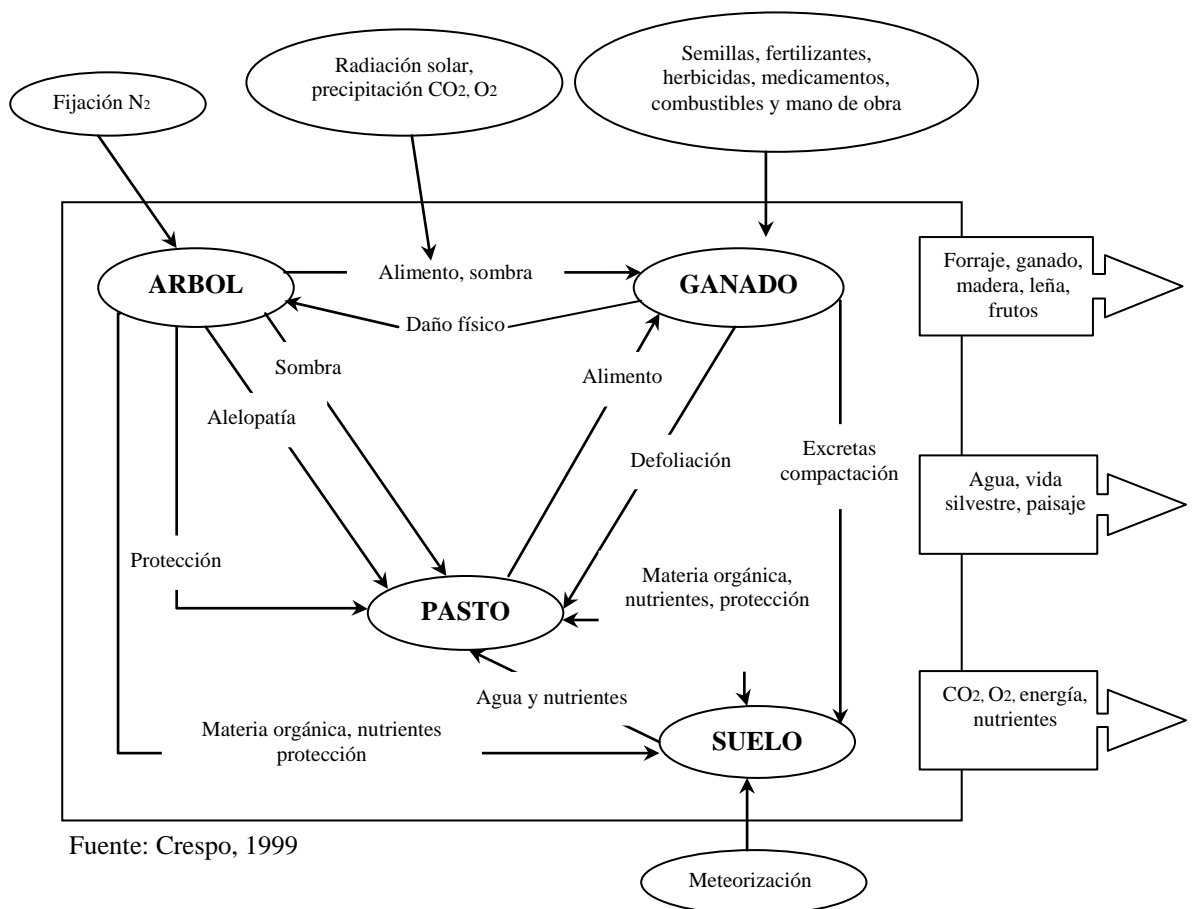 Radiación solar,
precipitación CO2, O2
Semillas, fertilizantes,
herbicidas, medicamentos,
combustibles y mano de obra
Fijación N2
ARBOL
Alimento, sombra
GANADO
Forraje, ganado,
madera, leña,
frutos
Daño físico
Sombra
Alimento
Alelopatía
Defoliación
Excretas
compactación
Agua, vida
silvestre, paisaje
Protección
Materia orgánica,
nutrientes, protección
PASTO
Agua y nutrientes
CO2, O2, energía,
nutrientes
Materia orgánica, nutrientes
protección
SUELO
Fuente: Crespo, 1999
Meteorización